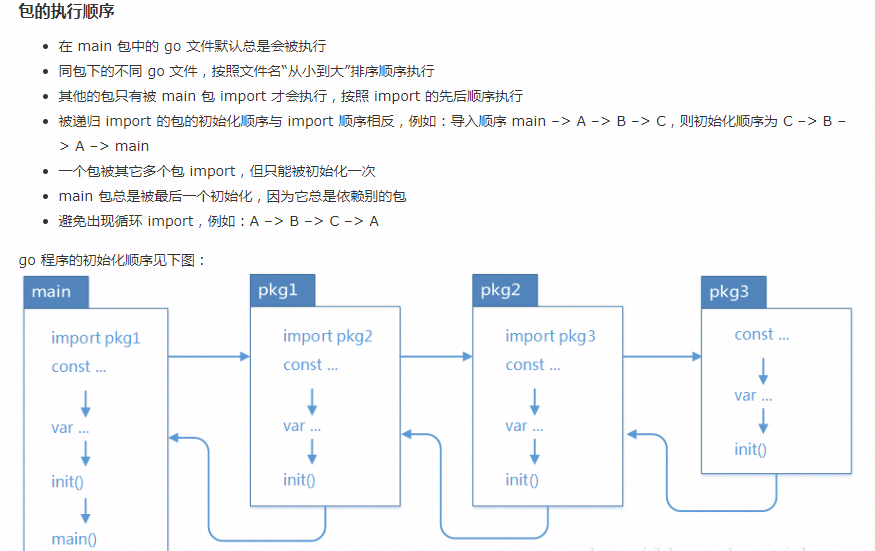 包的执行顺序
在 main 包中的 go 文件默认总是会被执行
同包下的不同 go 文件，按照文件名“从小到大”排序顺序执行
其他的包只有被 main 包 import 才会执行，按照 import 的先后顺序执行
被递归 import 的包的初始化顺序与 import 顺序相反，例如：导入顺序 main –> A –> B –> C，则初始化顺序为 C –> B –
> A –> main
一个包被其它多个包 import，但只能被初始化一次
main 包总是被最后一个初始化，因为它总是依赖别的包
避免出现循环 import，例如：A –> B –> C –> A
go 程序的初始化顺序见下图：
main
import pkg1
const ...
var ...
init()
main()
pkg1
import pkg2
const ...
var ...
init()
pkg2
import pkg3
const ...
var ...
init()
pkg3
const ...
var ...
init()